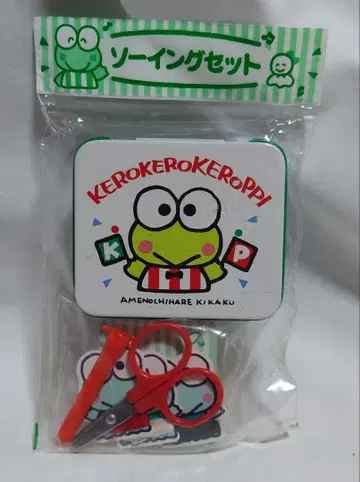 ソーイングセット
KEROKEROKEROPPI
K
P
AMENOCHIHARE KIKAKU